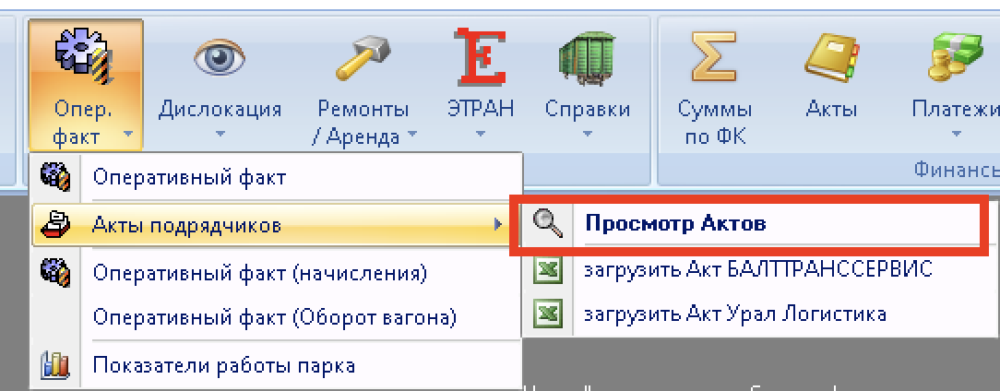 Опер.
факт
Дислокация
Ремонты
/ Аренда
ЭТРАН
Справки
Суммы
по ФК
Акты
Платежи
Финансы
Оперативный факт
Акты подрядчиков
Просмотр Актов
Оперативный факт (начисления)
загрузить Акт БАЛТТРАНССЕРВИС
Оперативный факт (Оборот вагона)
загрузить Акт Урал Логистика
Показатели работы парка